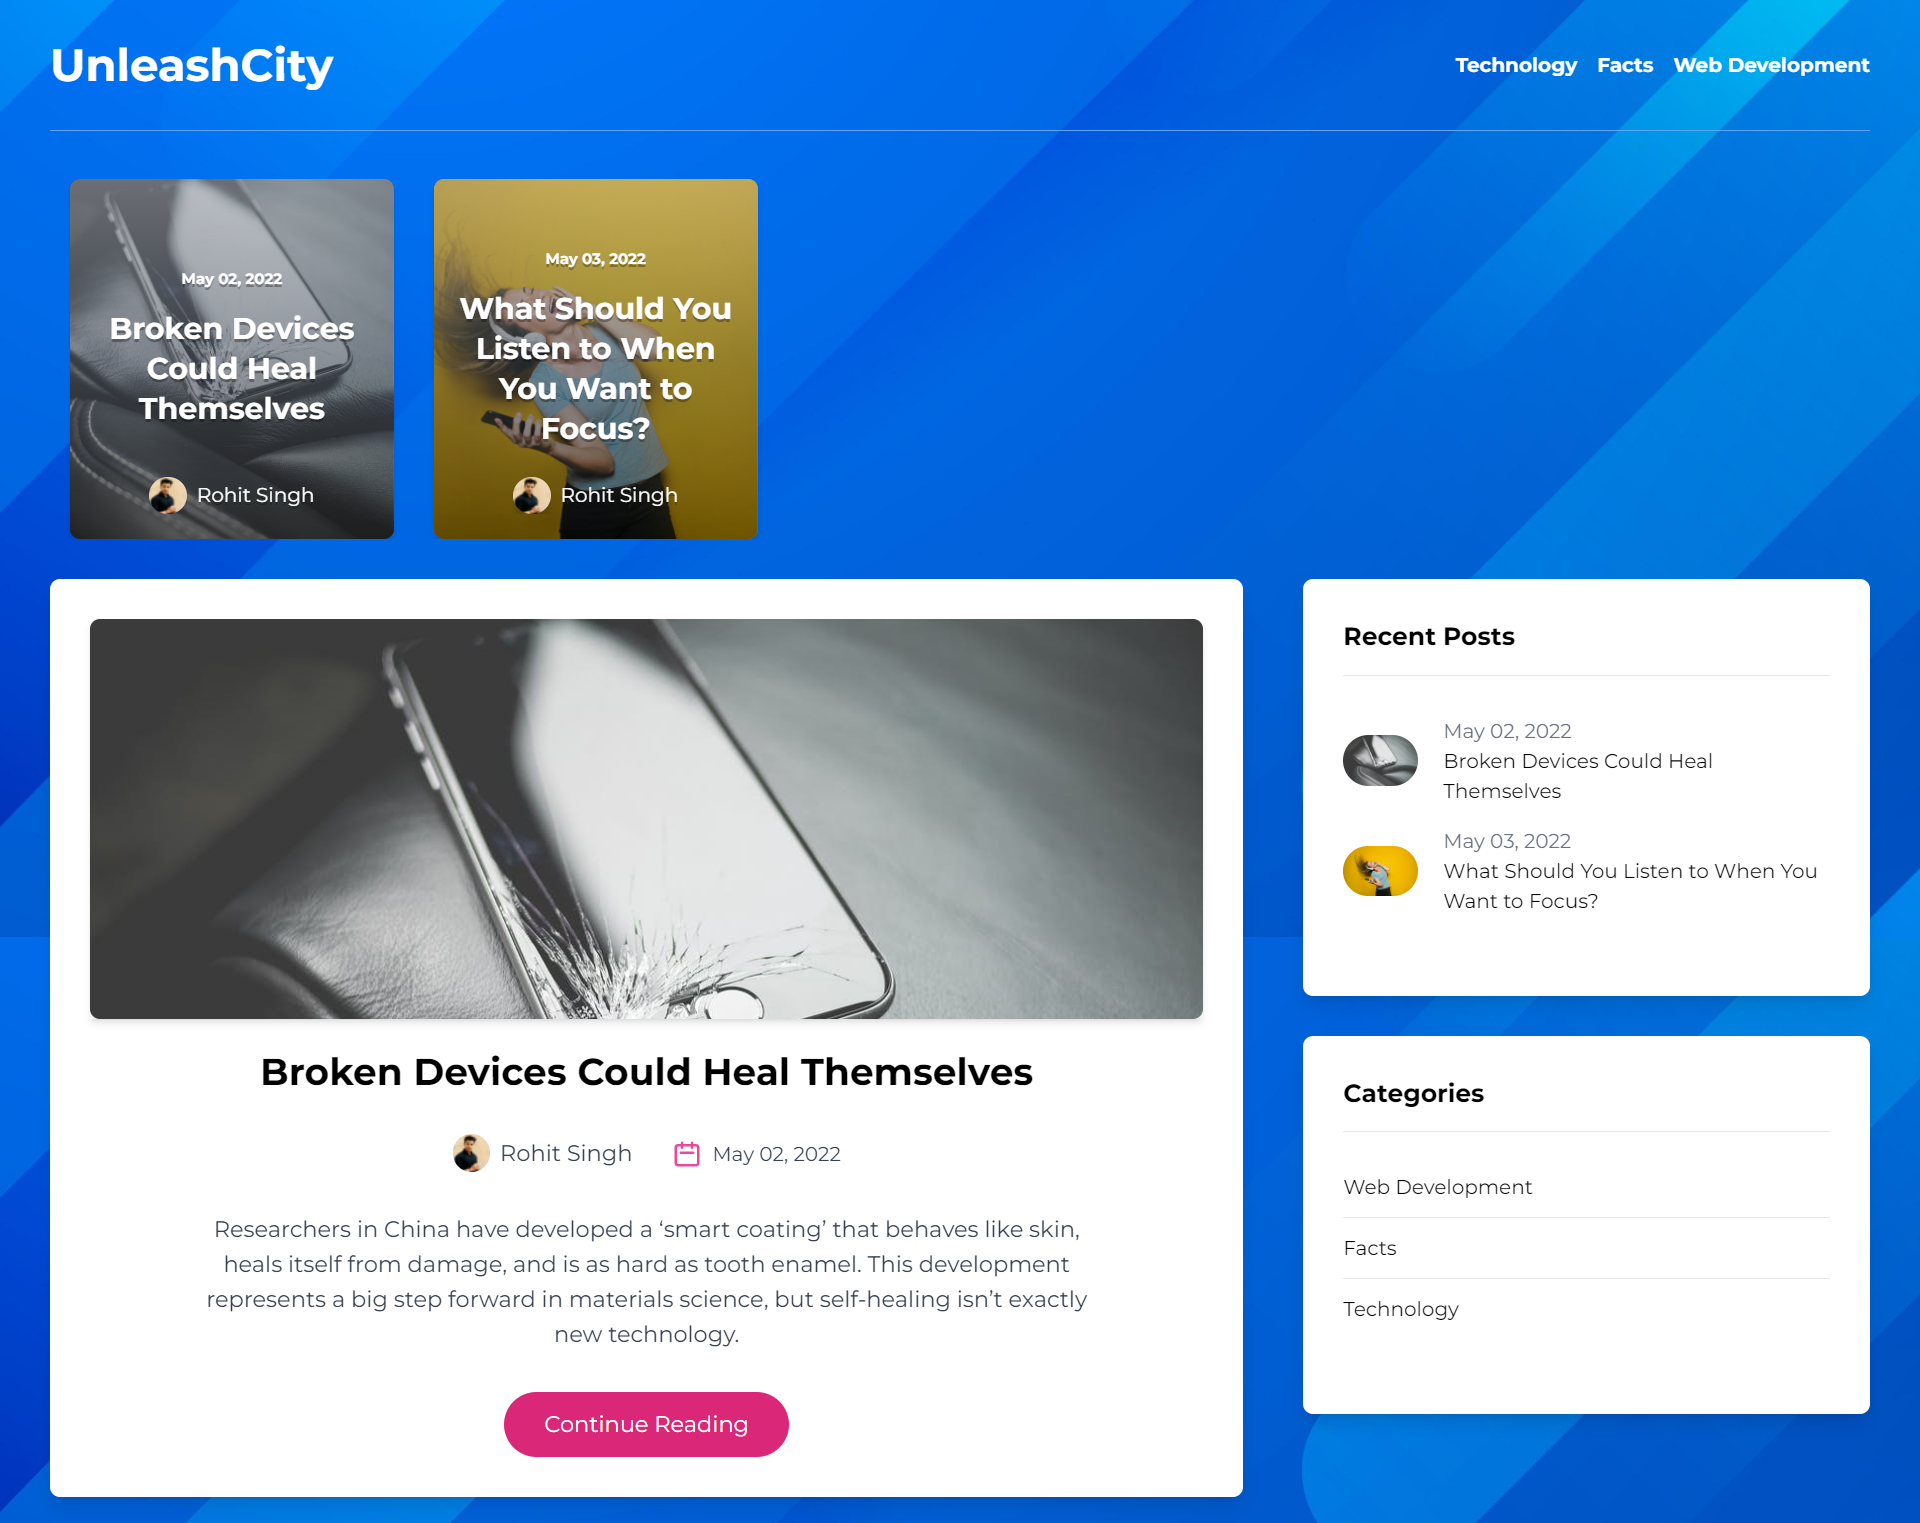 UnleashCity
Technology Facts Web Development
May 02, 2022
Broken Devices
Could Heal
Themselves
Rohit Singh
May 03, 2022
What Should You
Listen to When
You Want to
Focus?
Rohit Singh
Broken Devices Could Heal Themselves
Rohit Singh May 02, 2022
Researchers in China have developed a ‘smart coating’ that behaves like skin,
heals itself from damage, and is as hard as tooth enamel. This development
represents a big step forward in materials science, but self-healing isn’t exactly
new technology.
Continue Reading
Recent Posts
May 02, 2022
Broken Devices Could Heal
Themselves
May 03, 2022
What Should You Listen to When You
Want to Focus?
Categories
Web Development
Facts
Technology